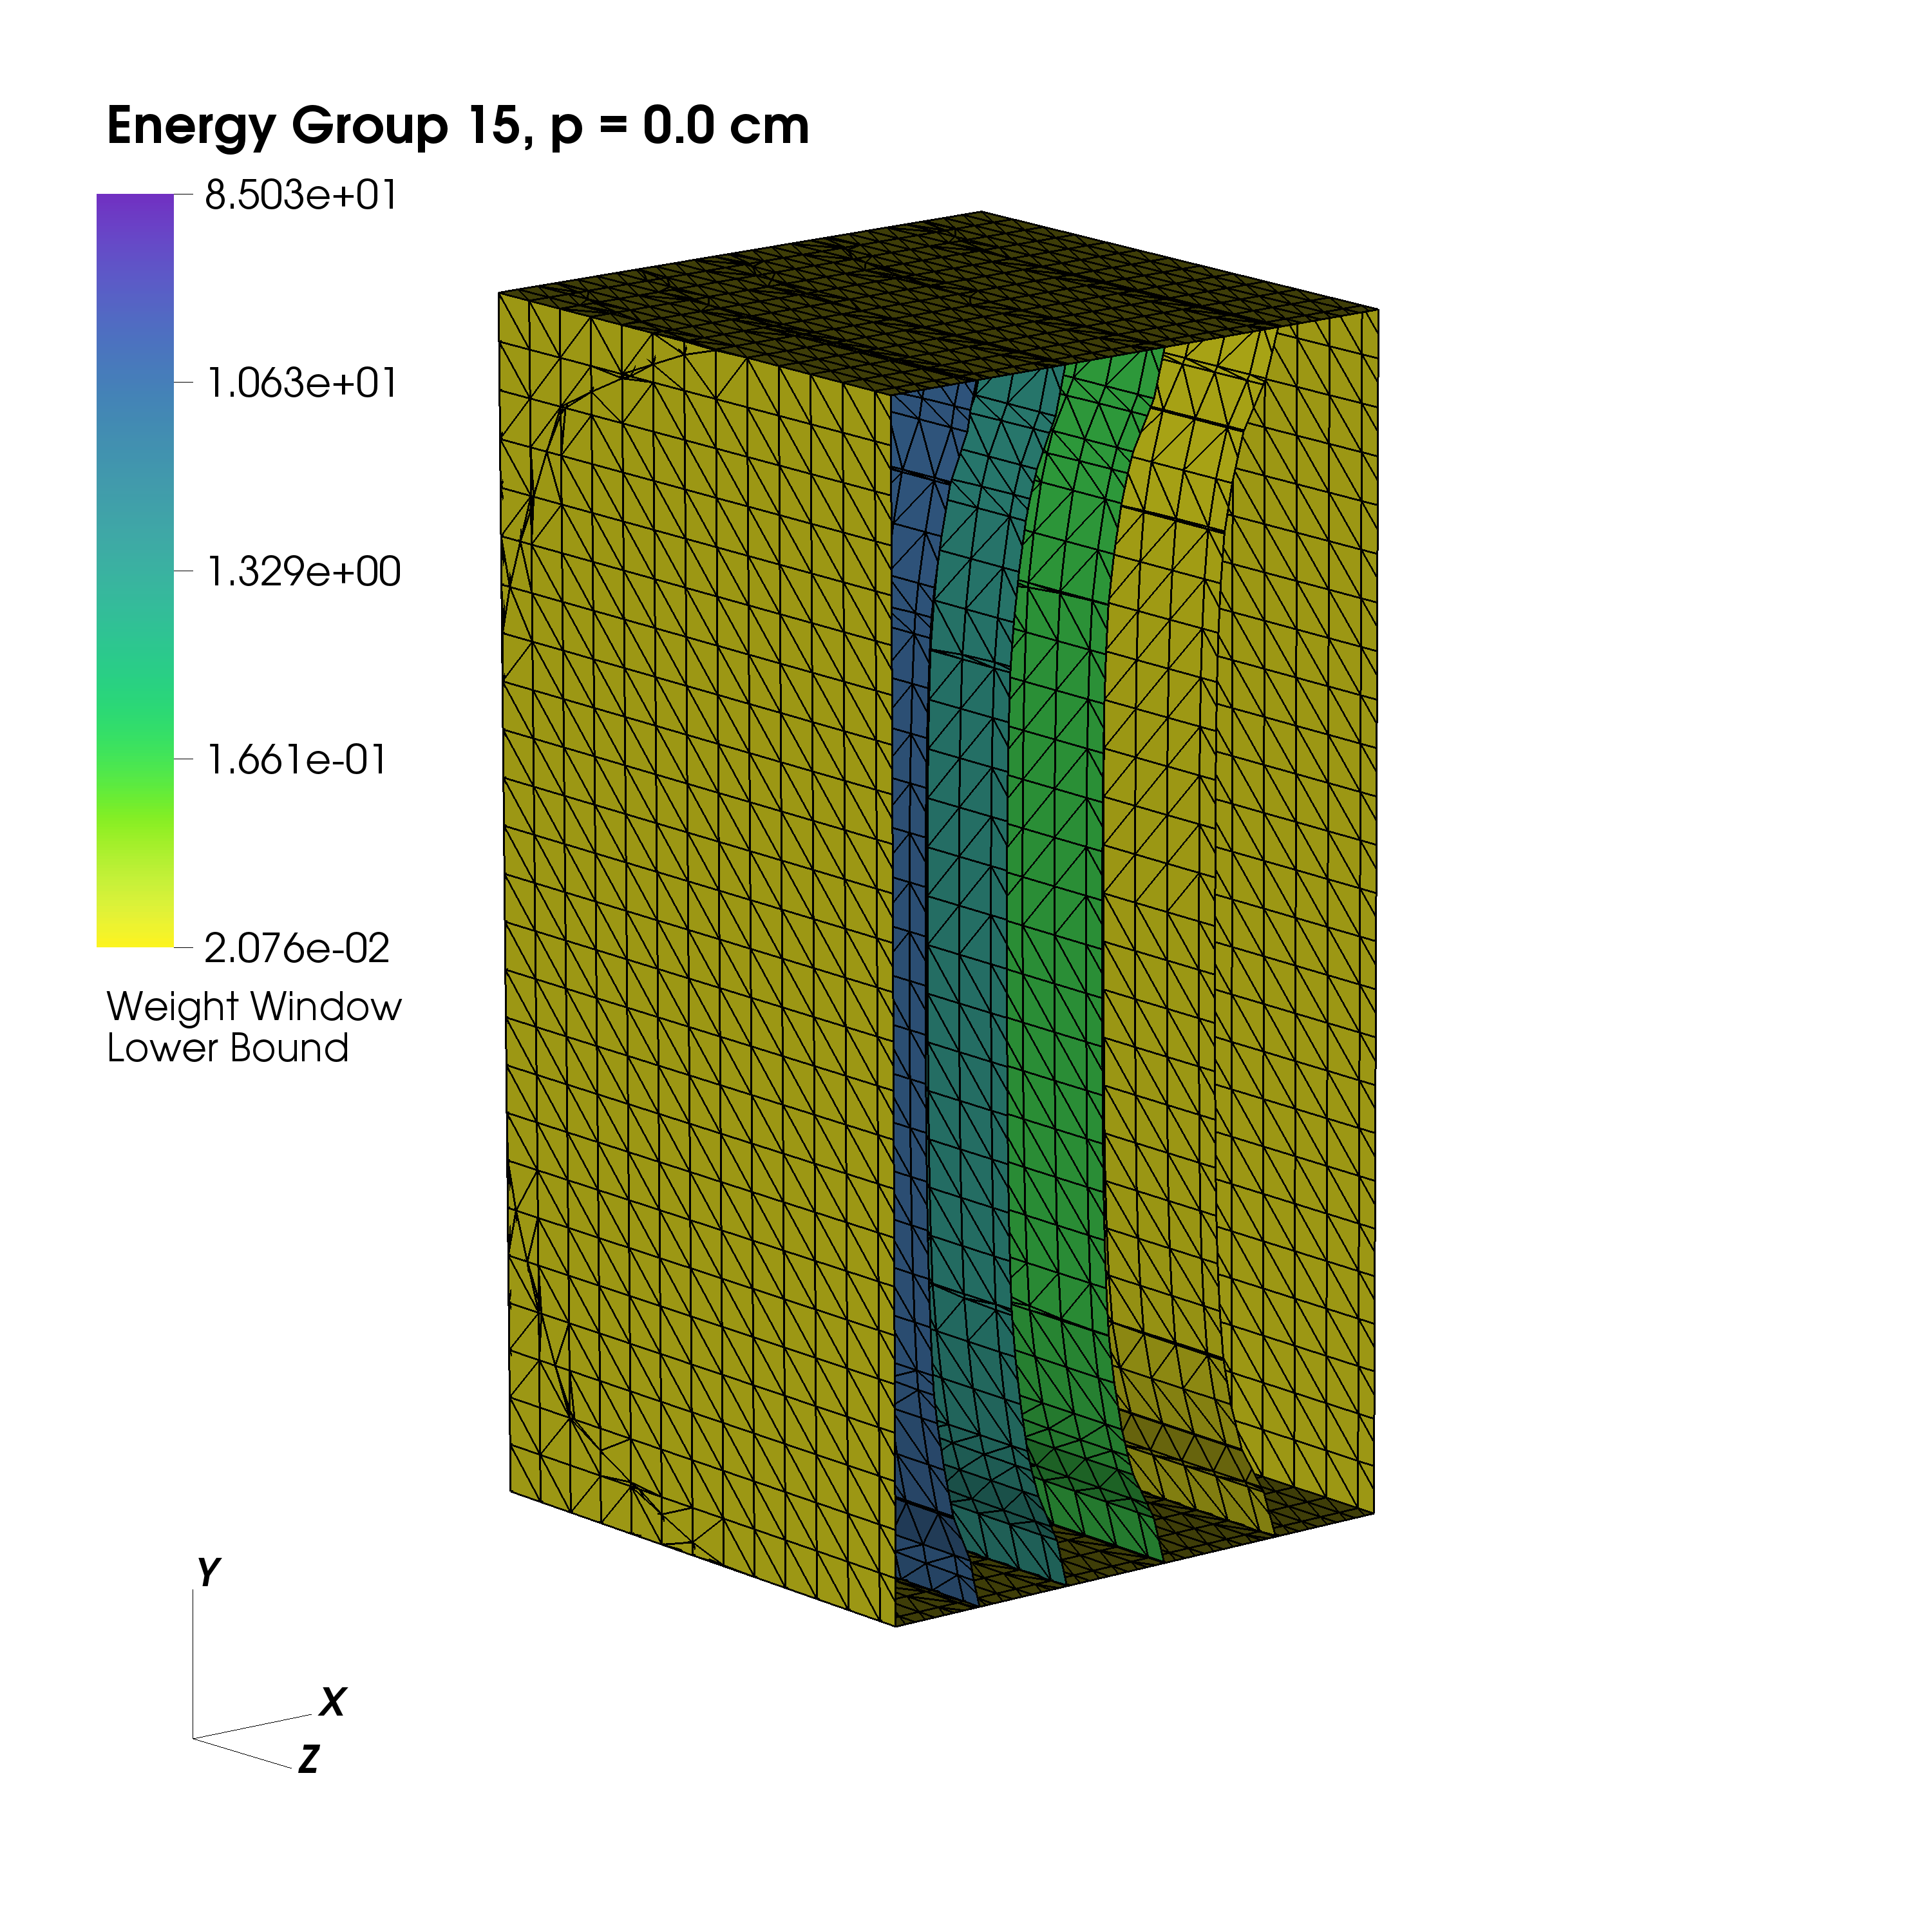 Energy Group 15, p = 0.0 cm
8.503e+01
1.063e+01
1.329e+00
1.661e-01
2.076e-02
Weight Window
Lower Bound
Y
X
Z